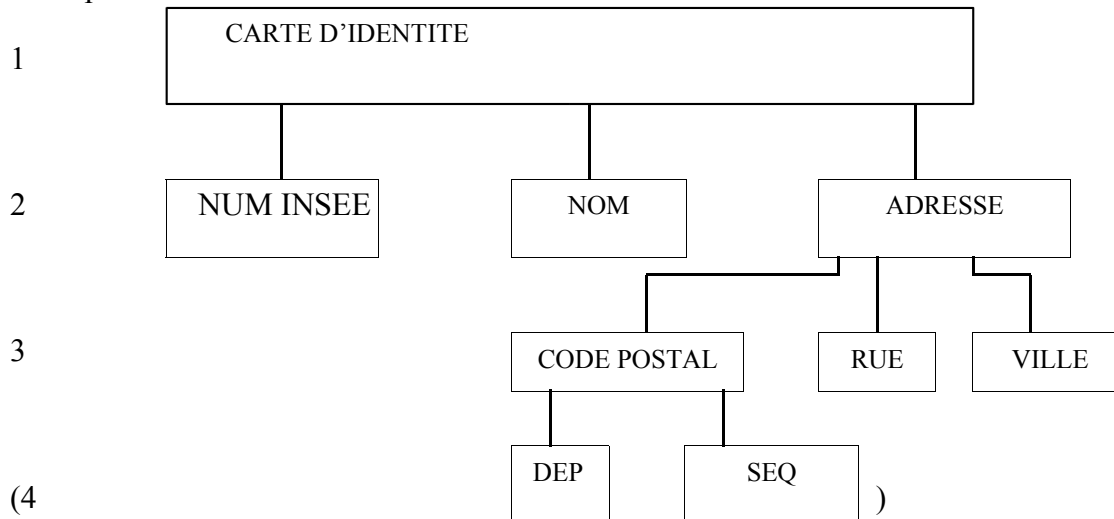 CARTE D’IDENTITE
1
2 NUM INSEE NOM ADRESSE
3 CODE POSTAL RUE VILLE
DEP SEQ
(4 )